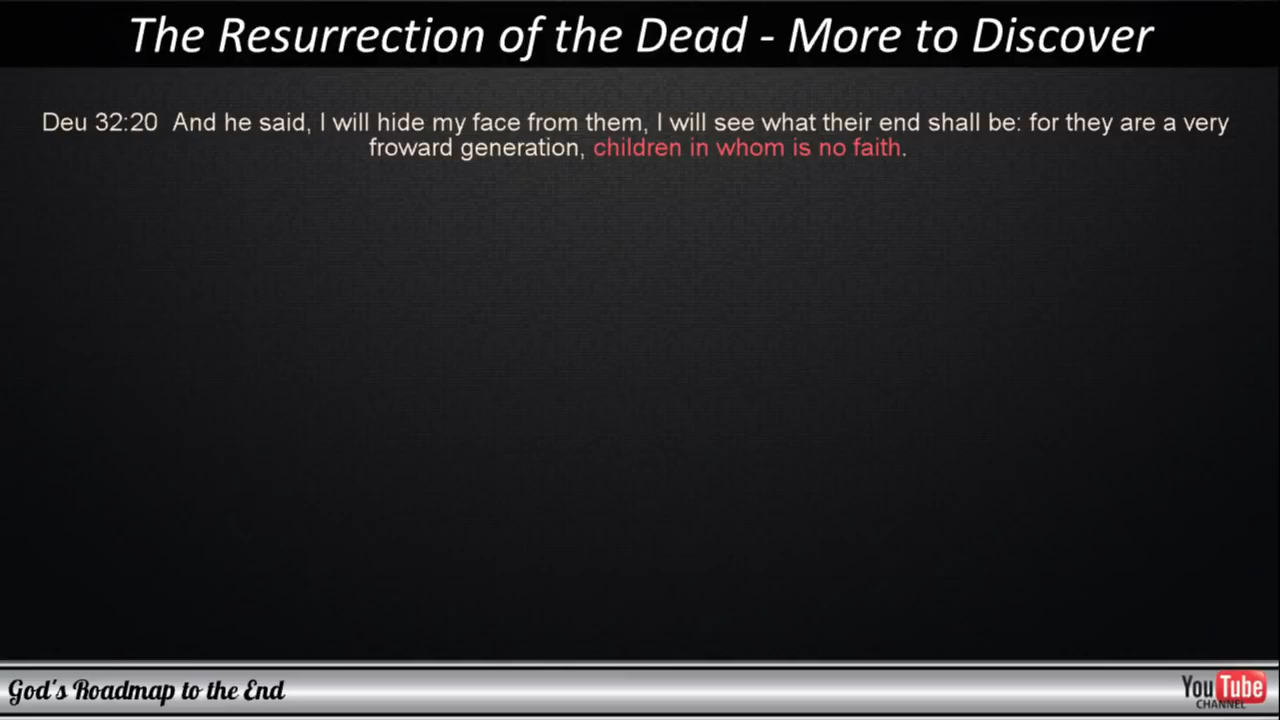 The Resurrection of the Dead - More to Discover
Deu 32:20  And he said, I will hide my face from them, I will see what their end shall be: for they are a very
froward generation, children in whom is no faith.
God's Roadmap to the End
YouTube
CHANNEL